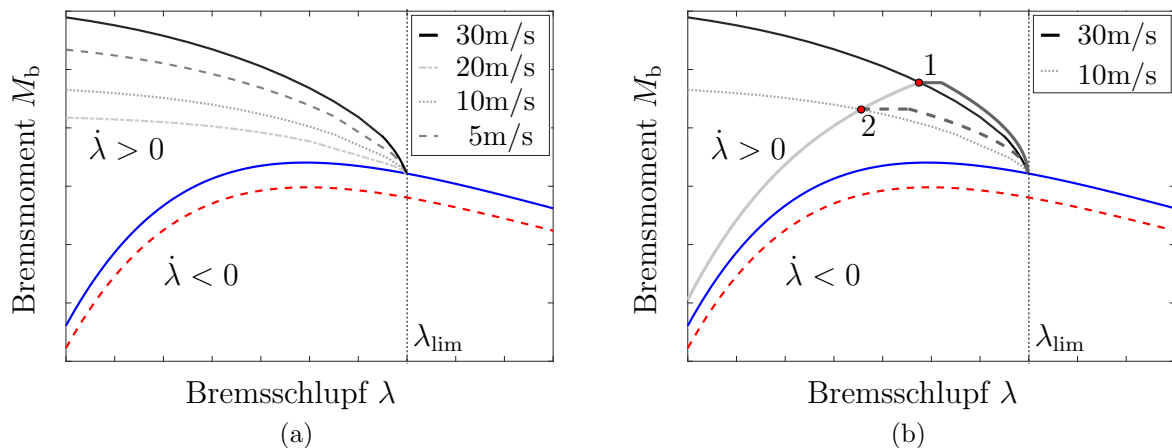 Bremsmoment M_b
30m/s
20m/s
10m/s
5m/s
λ̇ > 0
λ̇ < 0
λ_lim
Bremsschlupf λ
(a)
Bremsmoment M_b
30m/s
10m/s
1
2
λ̇ > 0
λ̇ < 0
λ_lim
Bremsschlupf λ
(b)